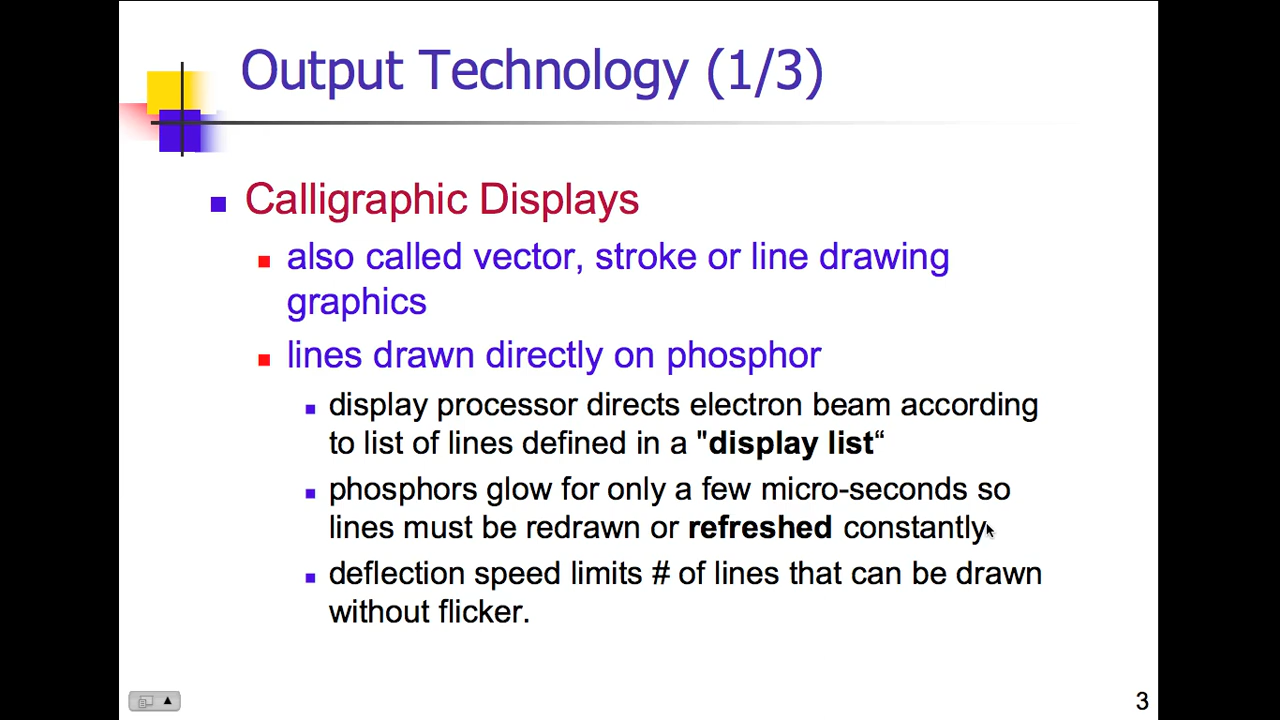 Output Technology (1/3)
Calligraphic Displays
also called vector, stroke or line drawing
graphics
lines drawn directly on phosphor
display processor directs electron beam according
to list of lines defined in a "display list“
phosphors glow for only a few micro-seconds so
lines must be redrawn or refreshed constantly
deflection speed limits # of lines that can be drawn
without flicker.
3